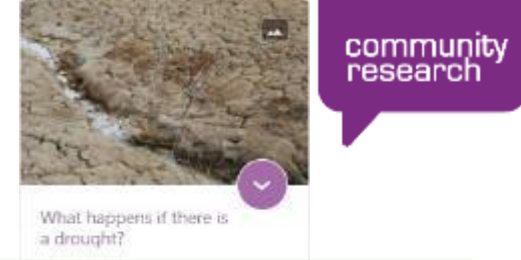 community
research
What happens if there is
a drought?